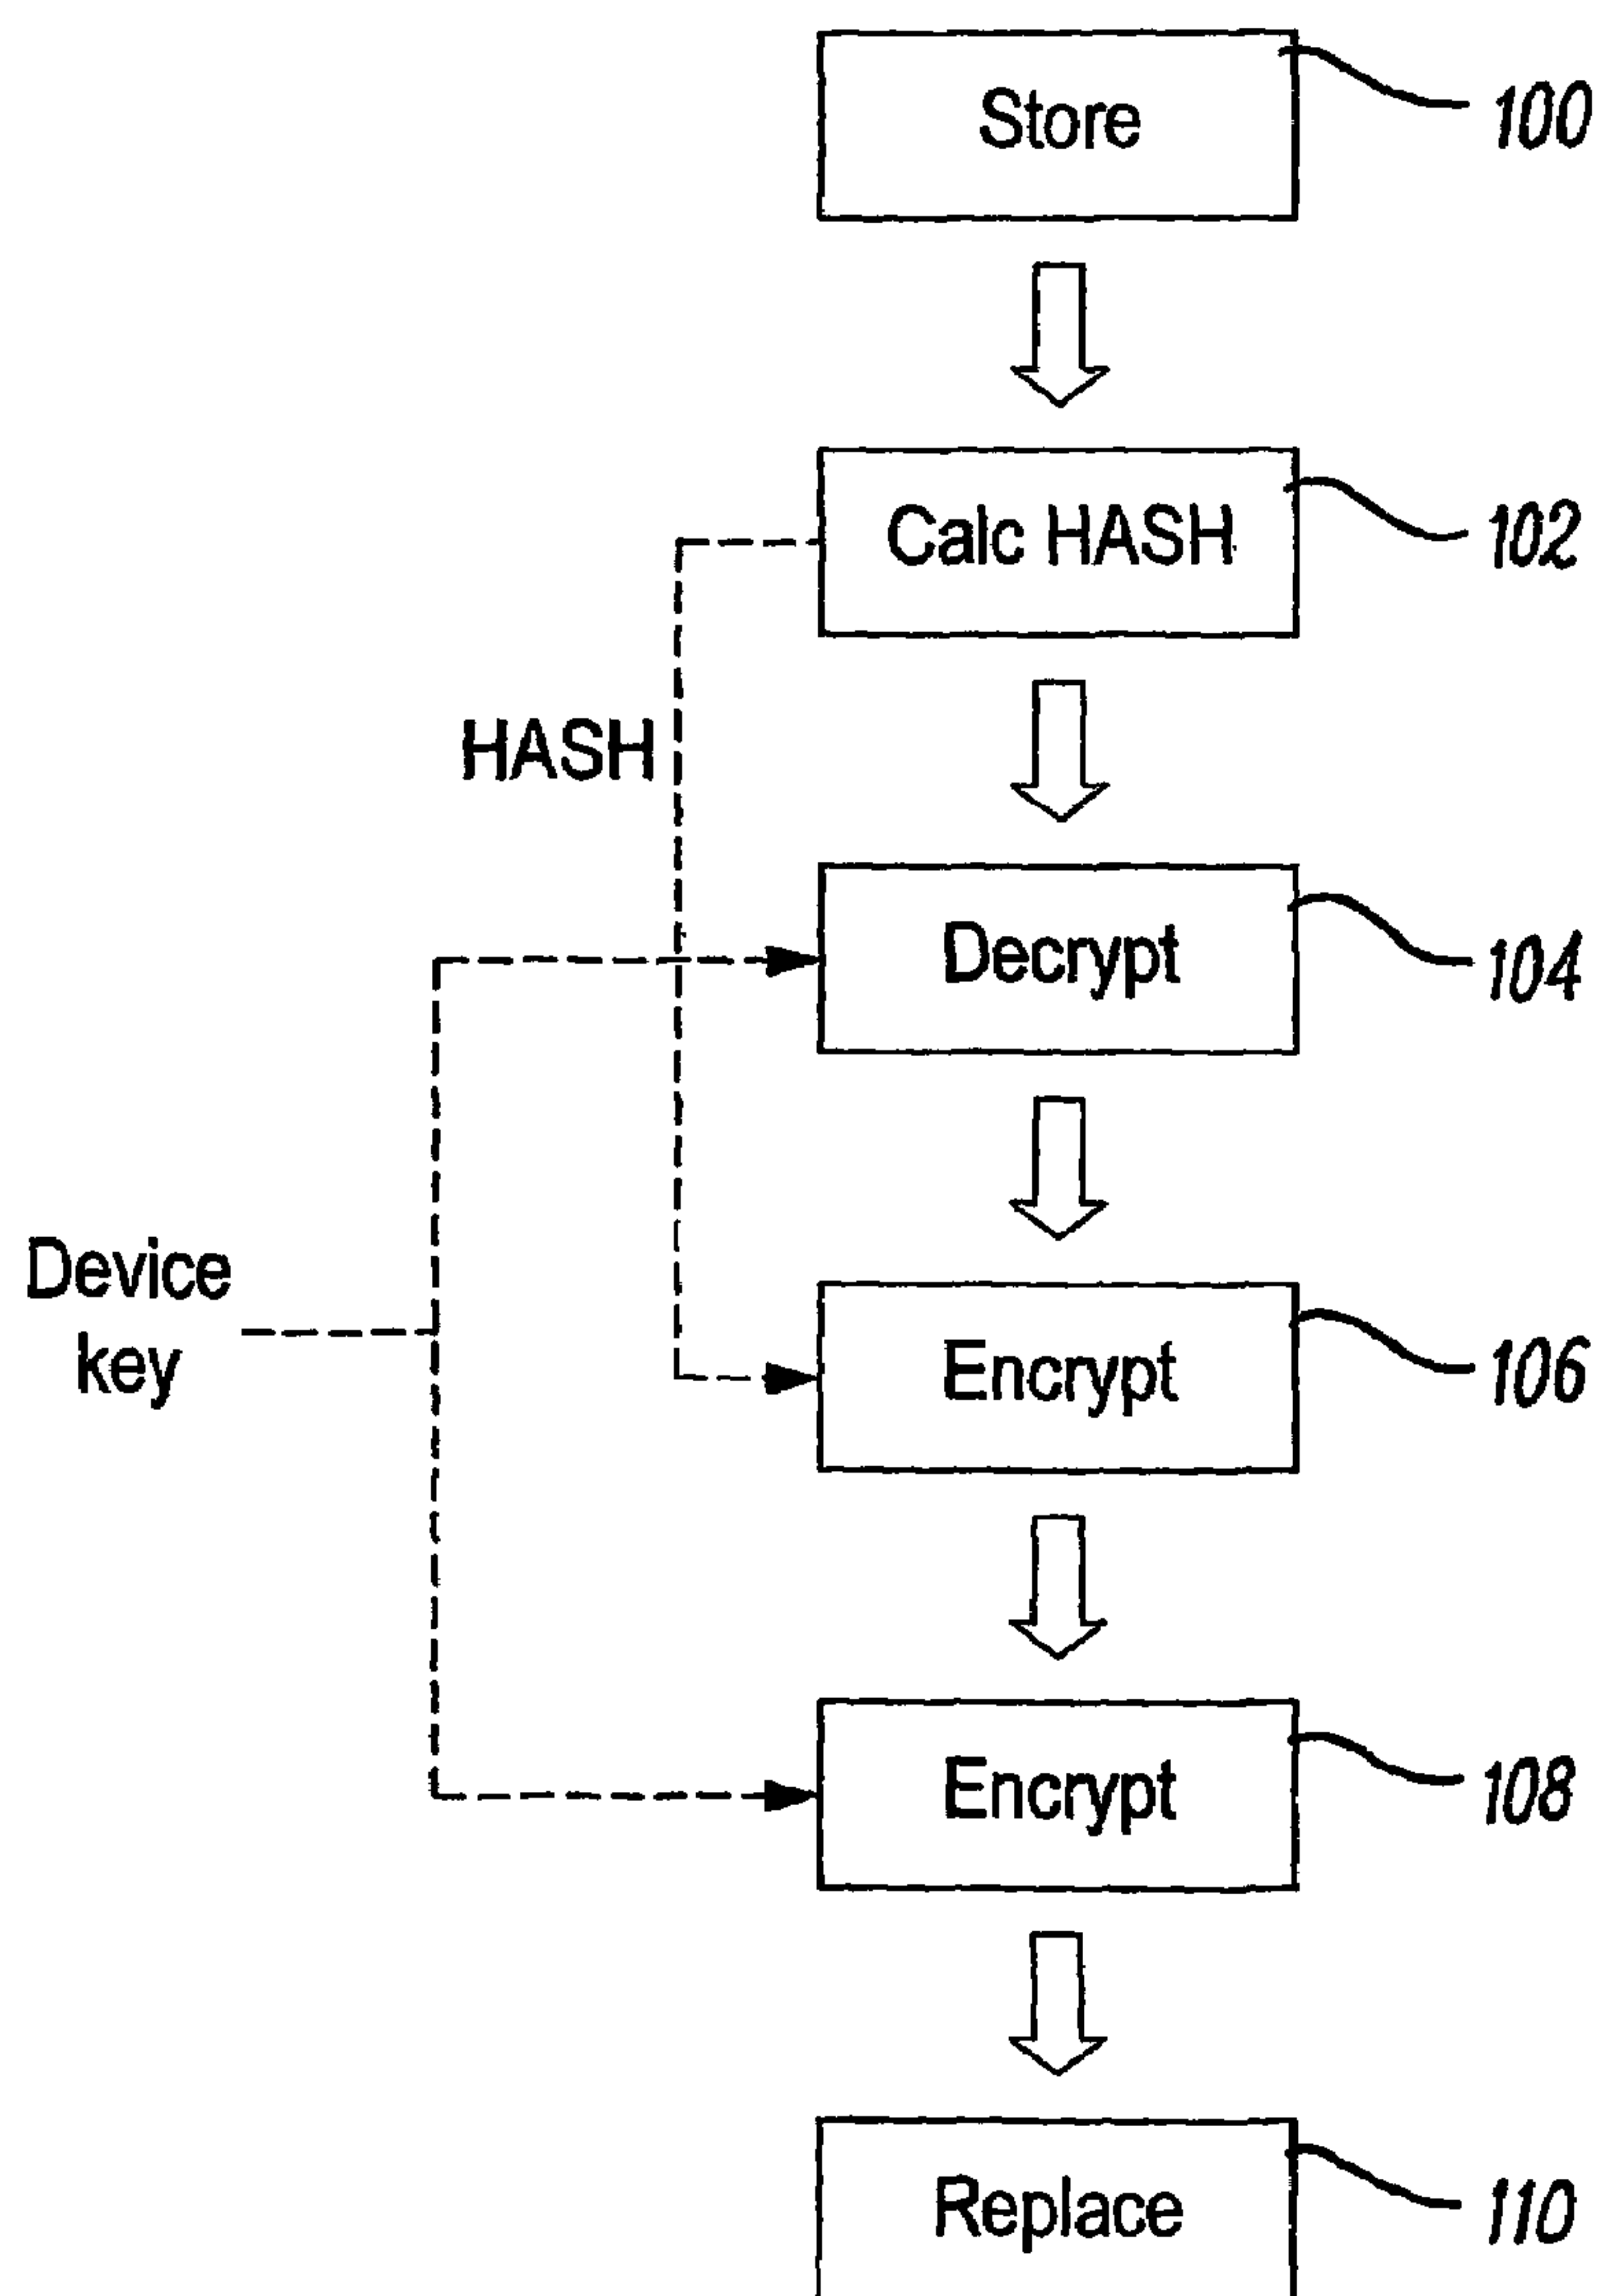 Store
100
Calc HASH
102
HASH
Decrypt
104
Device
key
Encrypt
106
Encrypt
108
Replace
110